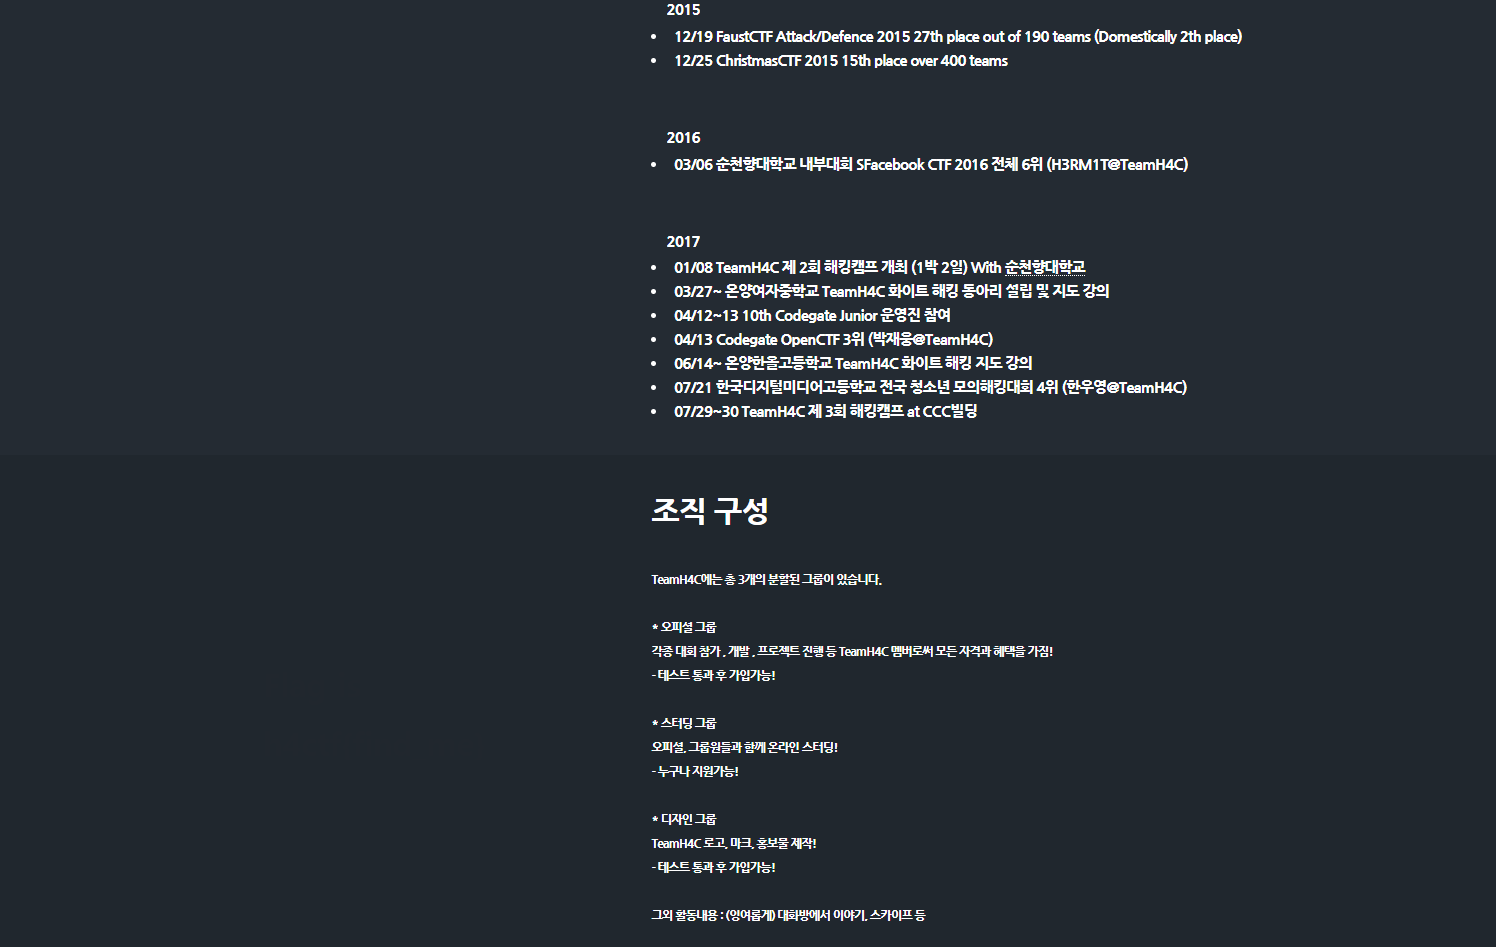 2015
• 12/19 FaustCTF Attack/Defence 2015 27th place out of 190 teams (Domestically 2th place)
• 12/25 ChristmasCTF 2015 15th place over 400 teams
2016
• 03/06 순천향대학교 내부대회 SFacebook CTF 2016 전체 6위 (H3RM1T@TeamH4C)
2017
• 01/08 TeamH4C 제 2회 해킹캠프 개최 (1박 2일) With 순천향대학교
• 03/27~ 온양여자중학교 TeamH4C 화이트 해킹 동아리 설립 및 지도 강의
• 04/12~13 10th Codegate Junior 운영진 참여
• 04/13 Codegate OpenCTF 3위 (박재웅@TeamH4C)
• 06/14~ 온양한올고등학교 TeamH4C 화이트 해킹 지도 강의
• 07/21 한국디지털미디어고등학교 전국 청소년 모의해킹대회 4위 (한우영@TeamH4C)
• 07/29~30 TeamH4C 제 3회 해킹캠프 at CCC빌딩
조직 구성
TeamH4C에는 총 3개의 분할된 그룹이 있습니다.
* 오피셜 그룹
각종 대회 참가 , 개발 , 프로젝트 진행 등 TeamH4C 멤버로써 모든 자격과 혜택을 가짐!
- 테스트 통과 후 가입가능!
* 스터딩 그룹
오피셜, 그룹원들과 함께 온라인 스터딩!
- 누구나 지원가능!
* 디자인 그룹
TeamH4C 로고, 마크, 홍보물 제작!
- 테스트 통과 후 가입가능!
그외 활동내용 : (잉여롭게) 대화방에서 이야기, 스카이프 등